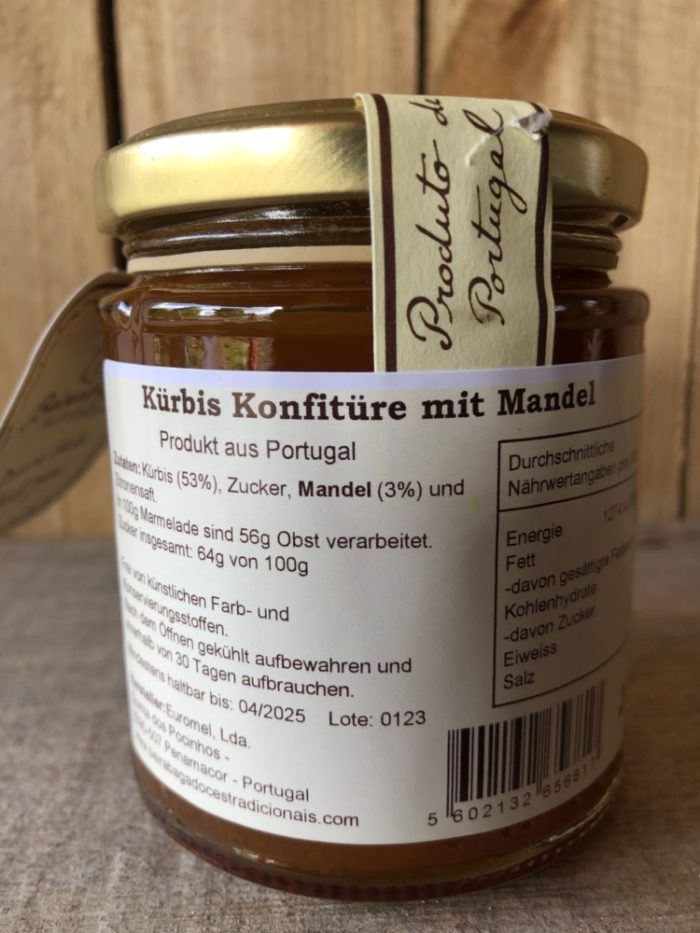 Produto de
Portugal
Kürbis Konfitüre mit Mandel
Produkt aus Portugal
Zutaten: Kürbis (53%), Zucker, Mandel (3%) und
Zitronensaft.
In 100g Marmelade sind 56g Obst verarbeitet.
Zucker insgesamt: 64g von 100g
Frei von künstlichen Farb- und
Konservierungsstoffen.
Nach dem Öffnen gekühlt aufbewahren und
innerhalb von 30 Tagen aufbrauchen.
Mindestens haltbar bis: 04/2025 Lote: 0123
Hersteller: Euromel, Lda.
dos Pocinhos -
Penamacor - Portugal
Durchschnittliche
Nährwertangaben
Energie
Fett
-davon gesättigte
Kohlenhydrate
-davon Zucker
Eiweiss
Salz
5 602132 656817